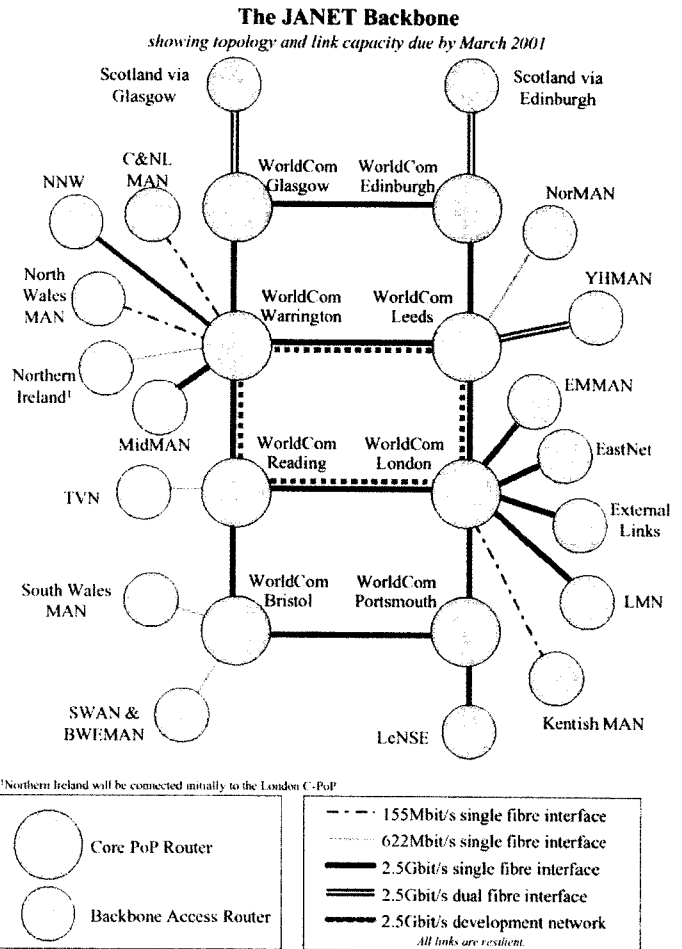 The JANET Backbone
showing topology and link capacity due by March 2001
Scotland via
Glasgow
Scotland via
Edinburgh
C&NL
MAN
WorldCom
Glasgow
WorldCom
Edinburgh
NNW
NorMAN
North
Wales
MAN
WorldCom
Warrington
WorldCom
Leeds
YHMAN
Northern
Ireland¹
MidMAN
EMMAN
WorldCom
Reading
WorldCom
London
EastNet
TVN
External
Links
South Wales
MAN
WorldCom
Bristol
WorldCom
Portsmouth
LMN
SWAN &
BWEMAN
LeNSE
Kentish MAN
¹Northern Ireland will be connected initially to the London C-PoP
Core PoP Router
Backbone Access Router
155Mbit/s single fibre interface
622Mbit/s single fibre interface
2.5Gbit/s single fibre interface
2.5Gbit/s dual fibre interface
2.5Gbit/s development network
All links are resilient.